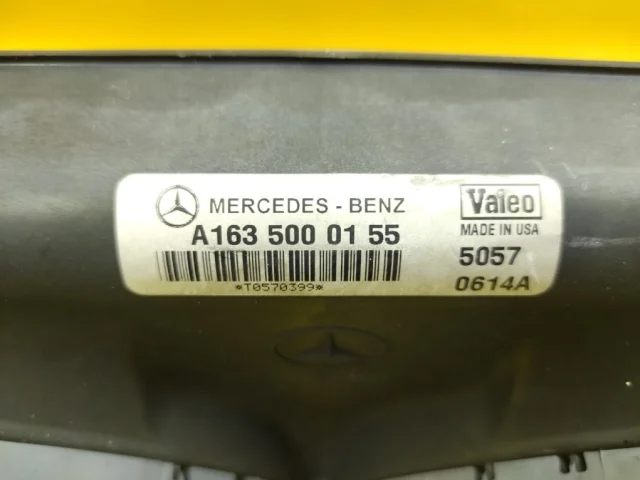 MERCEDES - BENZ
A163 500 01 55
*T0570399*
Valeo
MADE IN USA
5057
0614A